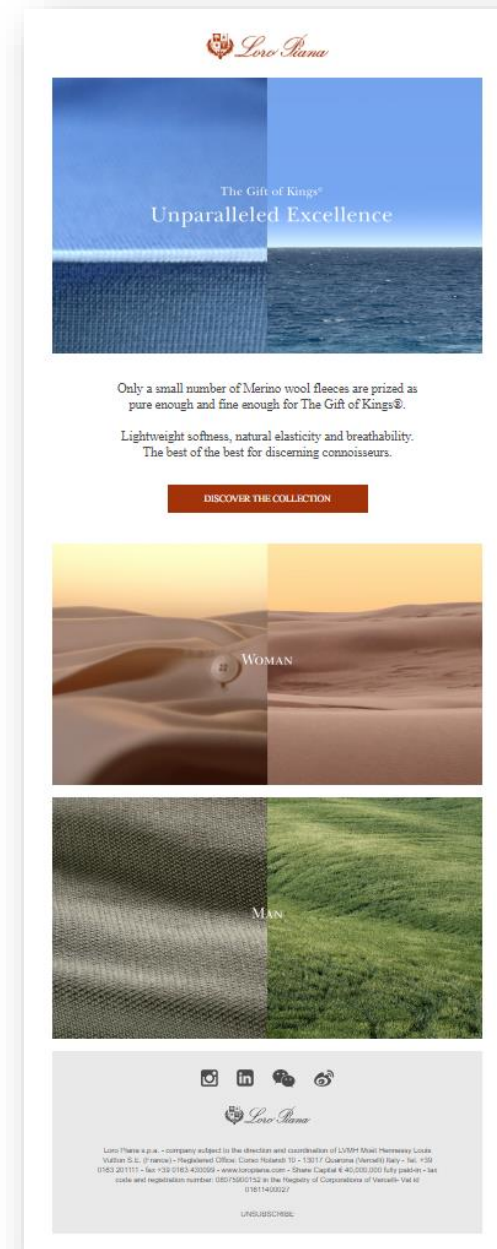 Loro Piana
The Gift of Kings®
Unparalleled Excellence
Only a small number of Merino wool fleeces are prized as
pure enough and fine enough for The Gift of Kings®.
Lightweight softness, natural elasticity and breathability.
The best of the best for discerning connoisseurs.
DISCOVER THE COLLECTION
WOMAN
MAN
Loro Piana
Loro Piana s.p.a. - company subject to the direction and coordination of LVMH Moët Hennessy Louis
Vuitton S.E. (France) - Registered Office: Corso Rolandi 10 - 13017 Quarona (Vercelli) Italy - Tel. +39
0163 201111 - fax +39 0163 430099 - www.loropiana.com - Share Capital € 40,000,000 fully paid-in - tax
code and registration number: 08075900152 in the Registry of Corporations of Vercelli- Vat id
01611400027
UNSUBSCRIBE